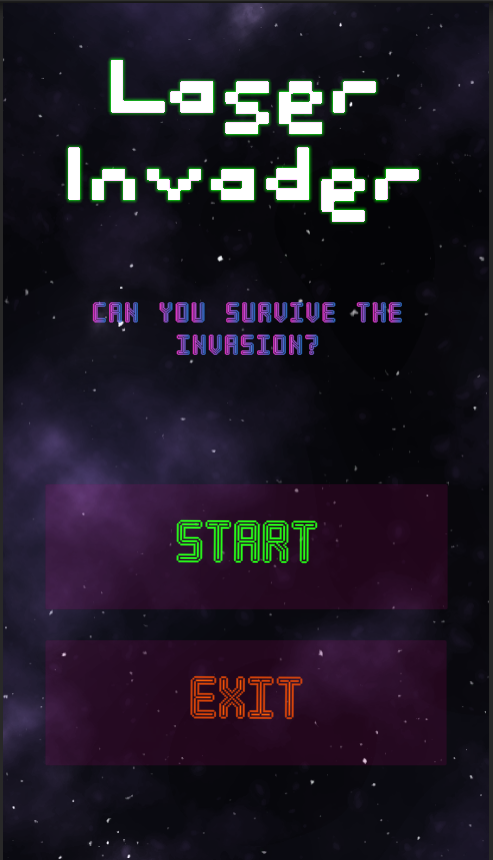 Laser
Invader
CAN YOU SURVIVE THE
INVASION?
START
EXIT